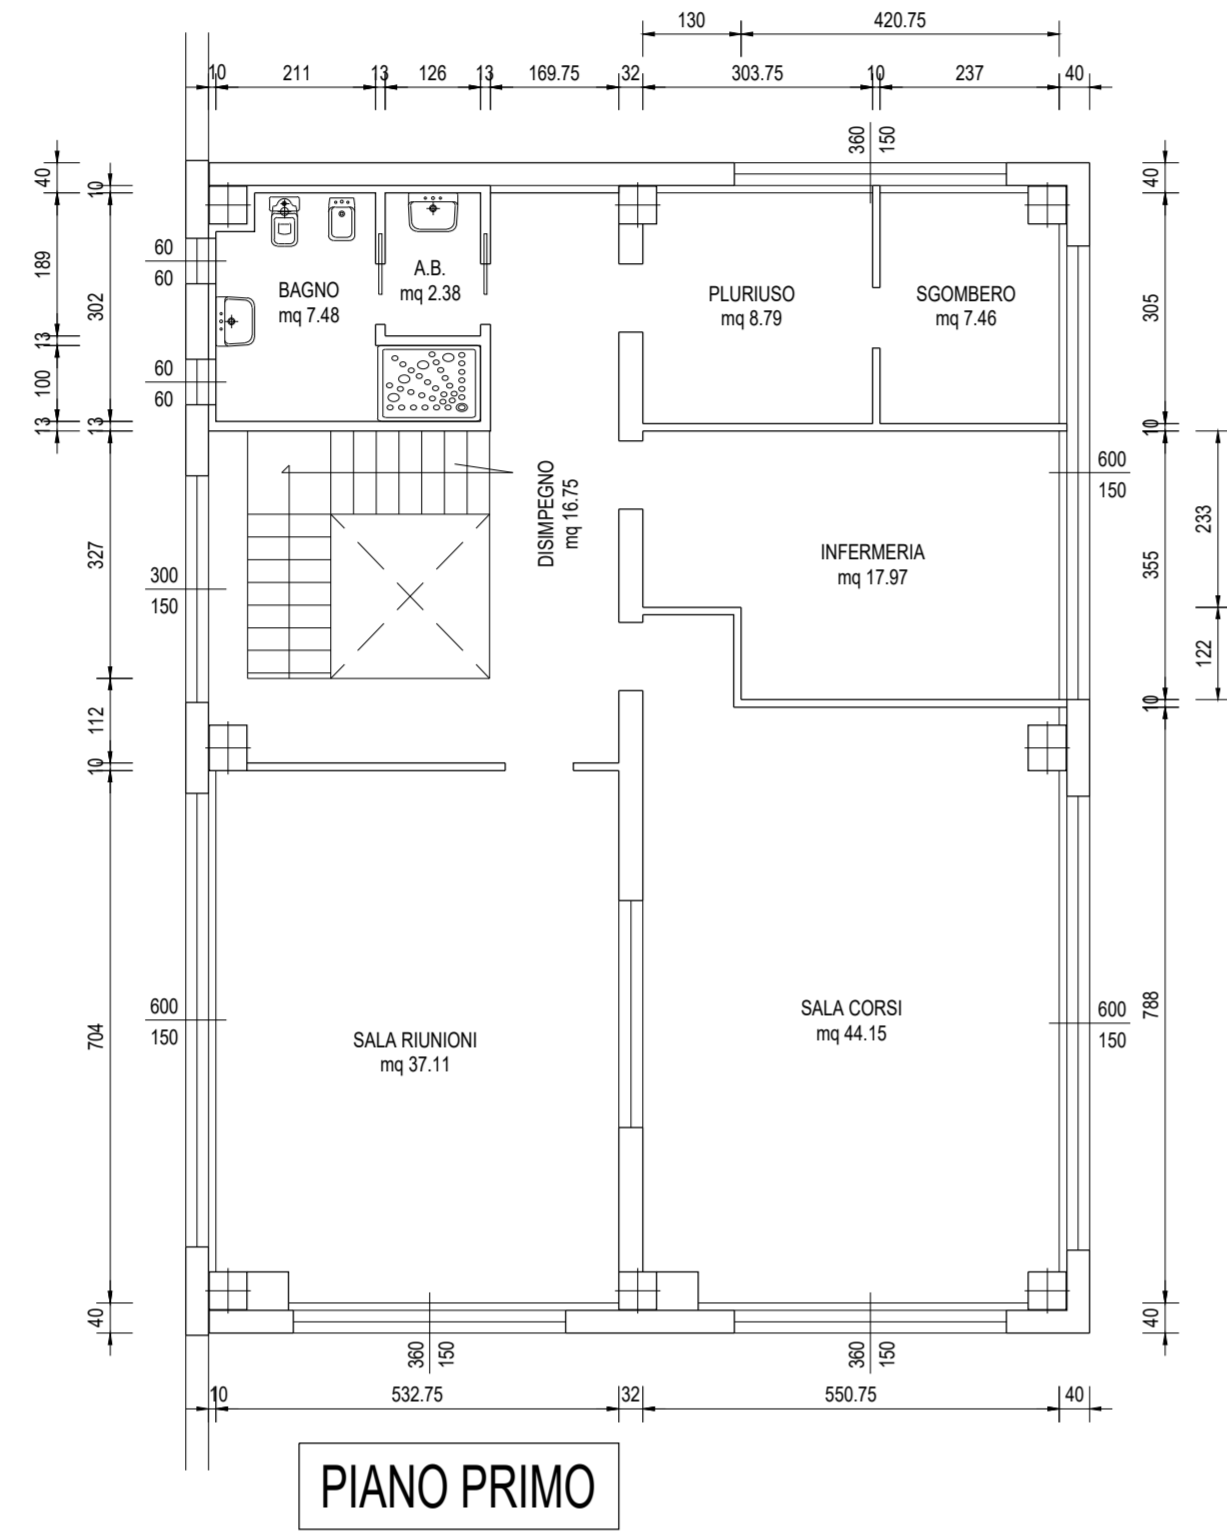 130 420.75
10 211 13 126 13 169.75 32 303.75 10 237 40
360 150
40 10 40
60
60
189
302
BAGNO
mq 7.48
A.B.
mq 2.38
PLURIUSO
mq 8.79
SGOMBERO
mq 7.46
305
13
60
60
100
13 13 10
DISIMPEGNO
mq 16.75
600
150
233
327
300
150
INFERMERIA
mq 17.97
355
122
112
10
10
SALA RIUNIONI
mq 37.11
SALA CORSI
mq 44.15
704
600
150
600
150
788
40 40
360 150 360 150
10 532.75 32 550.75 40
PIANO PRIMO